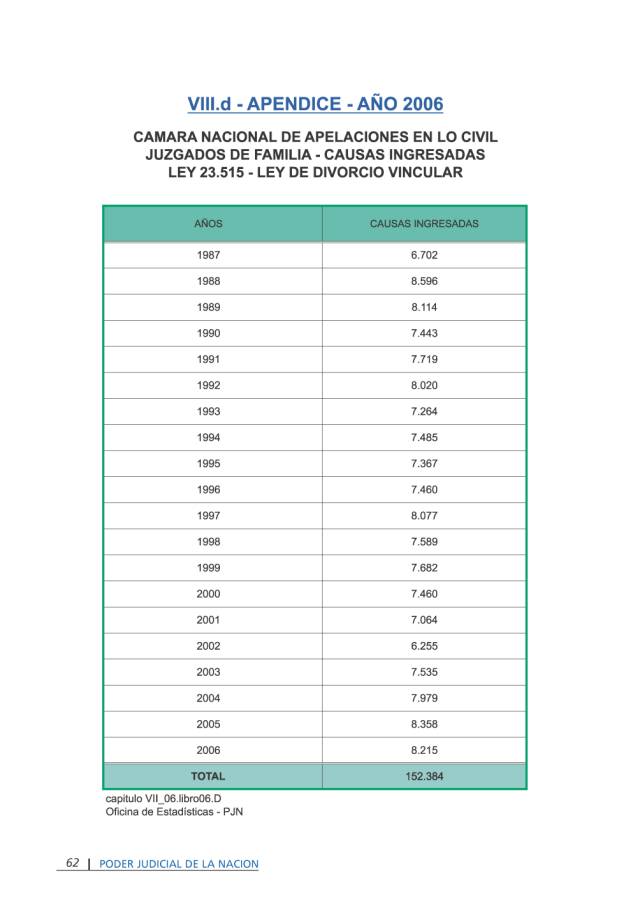 VIII.d - APENDICE - AÑO 2006
CAMARA NACIONAL DE APELACIONES EN LO CIVIL
JUZGADOS DE FAMILIA - CAUSAS INGRESADAS
LEY 23.515 - LEY DE DIVORCIO VINCULAR
AÑOS CAUSAS INGRESADAS
1987 6.702
1988 8.596
1989 8.114
1990 7.443
1991 7.719
1992 8.020
1993 7.264
1994 7.485
1995 7.367
1996 7.460
1997 8.077
1998 7.589
1999 7.682
2000 7.460
2001 7.064
2002 6.255
2003 7.535
2004 7.979
2005 8.358
2006 8.215
TOTAL 152.384
capitulo VII_06.libro06.D
Oficina de Estadísticas - PJN
62 | PODER JUDICIAL DE LA NACION